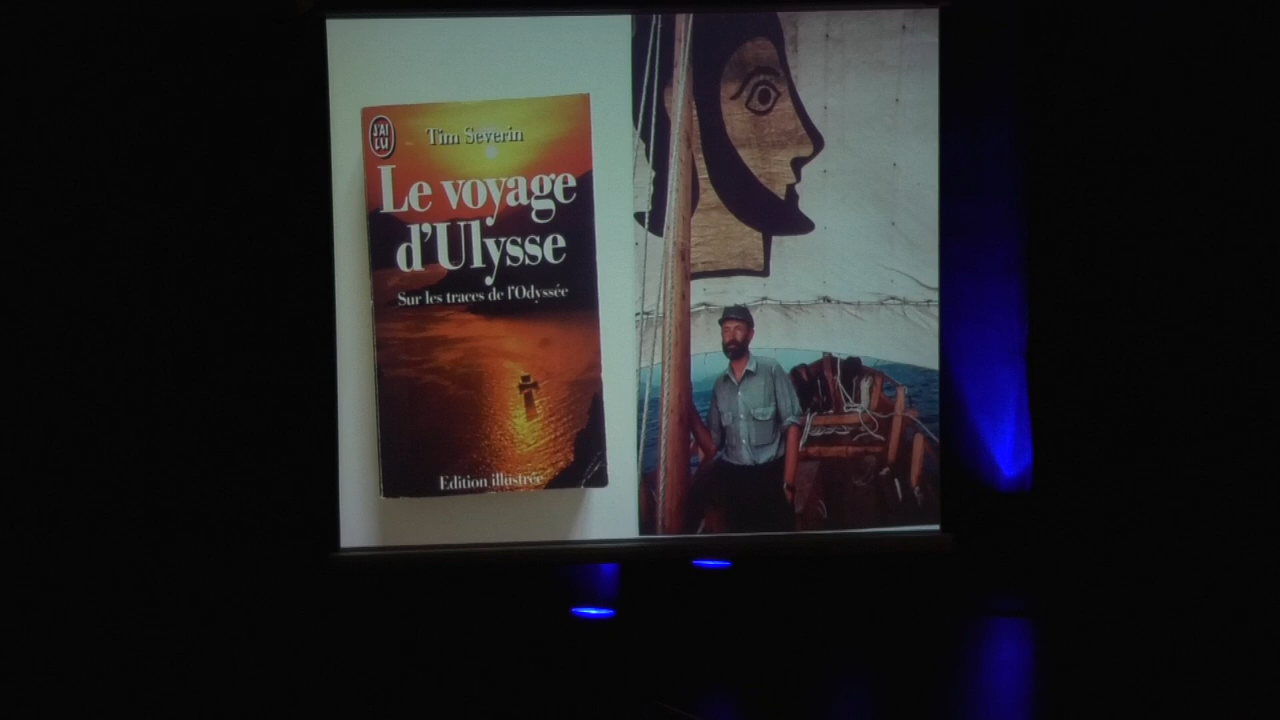 J'AI
LU
Tim Severin
Le voyage
d'Ulysse
Sur les traces de l'Odyssée
Edition illustrée